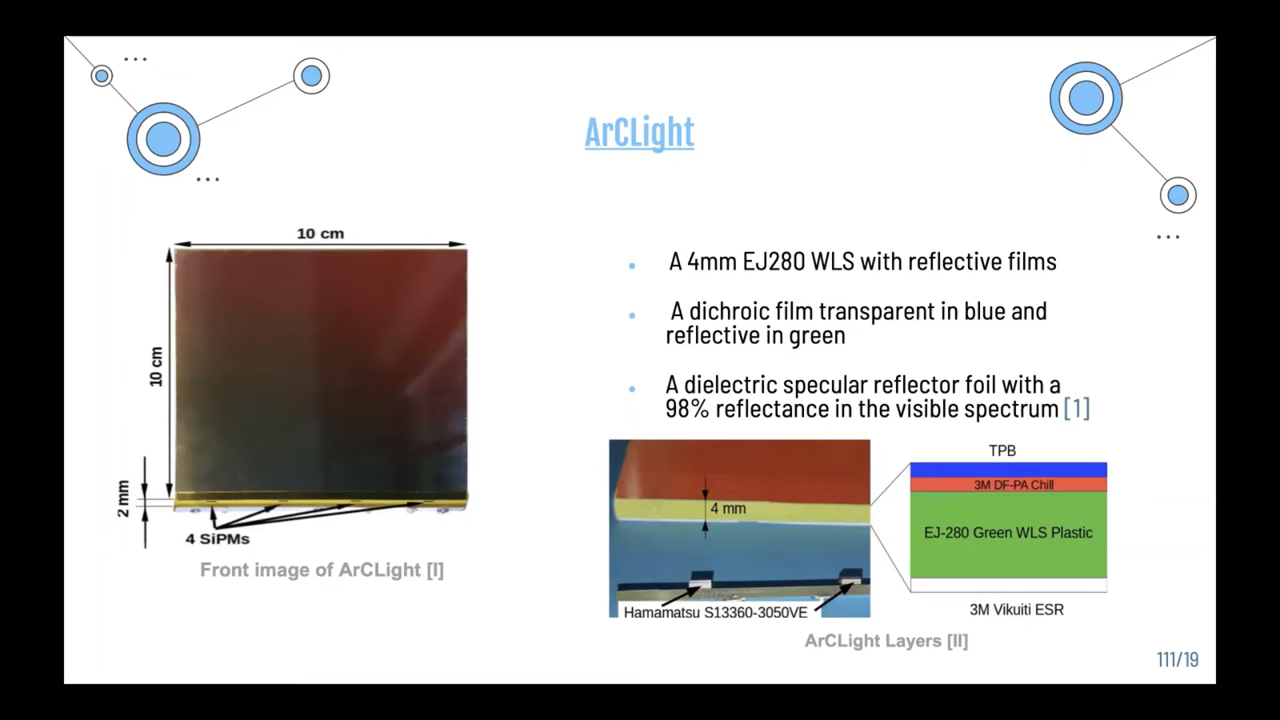 ArCLight
10 cm
10 cm
2 mm
4 SiPMs
Front image of ArCLight [I]
A 4mm EJ280 WLS with reflective films
A dichroic film transparent in blue and
reflective in green
A dielectric specular reflector foil with a
98% reflectance in the visible spectrum [1]
4 mm
Hamamatsu S13360-3050VE
TPB
3M DF-PA Chill
EJ-280 Green WLS Plastic
3M Vikuiti ESR
ArCLight Layers [II]
111/19